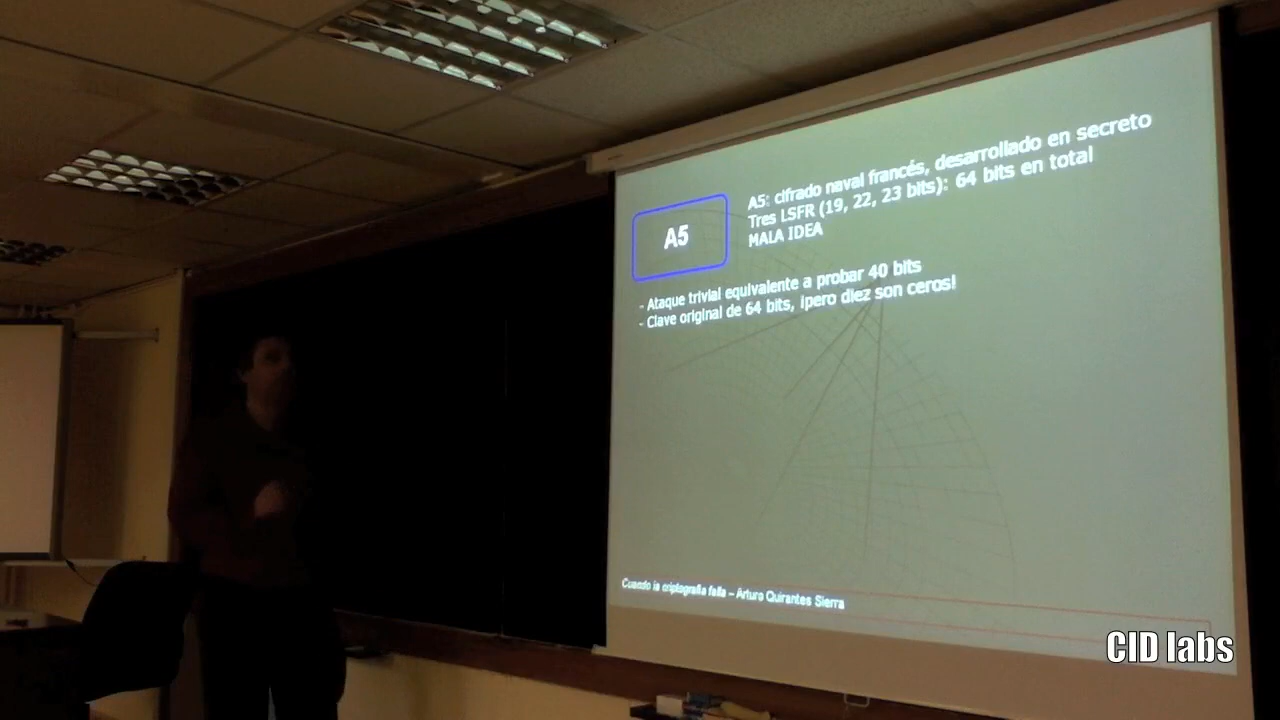 A5
A5: cifrado naval francés, desarrollado en secreto
Tres LSFR (19, 22, 23 bits): 64 bits en total
MALA IDEA
- Ataque trivial equivalente a probar 40 bits
- Clave original de 64 bits, ¡pero diez son ceros!
Cuando la criptografia falla – Arturo Quirantes Sierra
CID labs